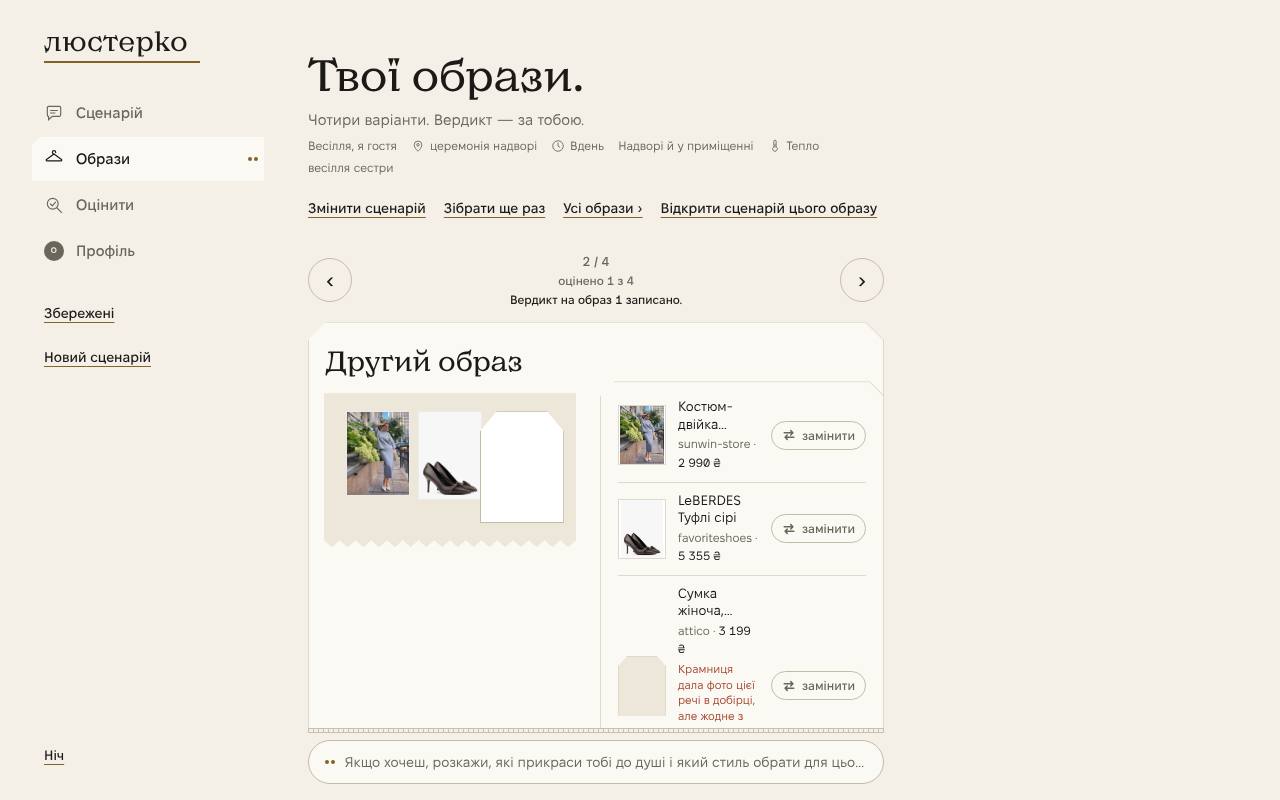 люстерко
Сценарій
Образи
Оцінити
О
Профіль
Збережені
Новий сценарій
Ніч
Твої образи.
Чотири варіанти. Вердикт — за тобою.
Весілля, я гостя церемонія надворі Вдень Надворі й у приміщенні Тепло
весілля сестри
Змінити сценарій Зібрати ще раз Усі образи › Відкрити сценарій цього образу
‹
2 / 4
оцінено 1 з 4
Вердикт на образ 1 записано.
›
Другий образ
Костюм-
двійка…
sunwin-store ·
2 990 ₴
замінити
LeBERDES
Туфлі сірі
favoriteshoes ·
5 355 ₴
замінити
Сумка
жіноча,…
attico · 3 199
₴
Крамниця
дала фото цієї
речі в добірці,
але жодне з
замінити
Якщо хочеш, розкажи, які прикраси тобі до душі і який стиль обрати для цьо…